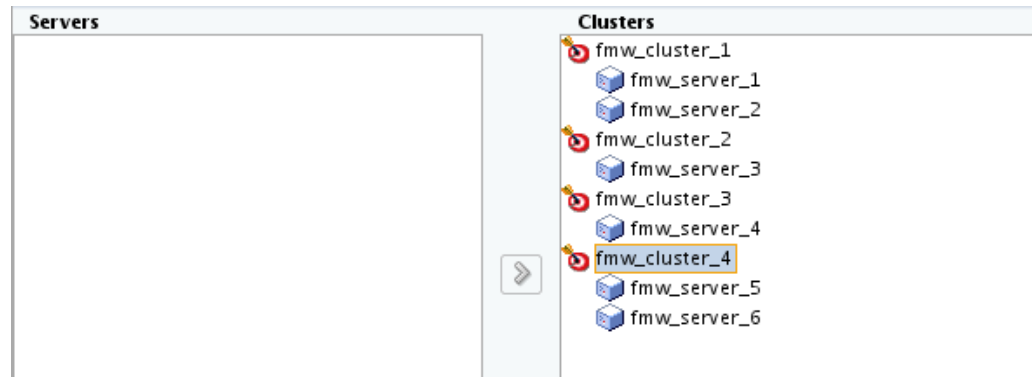 Servers
Clusters
fmw_cluster_1
fmw_server_1
fmw_server_2
fmw_cluster_2
fmw_server_3
fmw_cluster_3
fmw_server_4
fmw_cluster_4
fmw_server_5
fmw_server_6